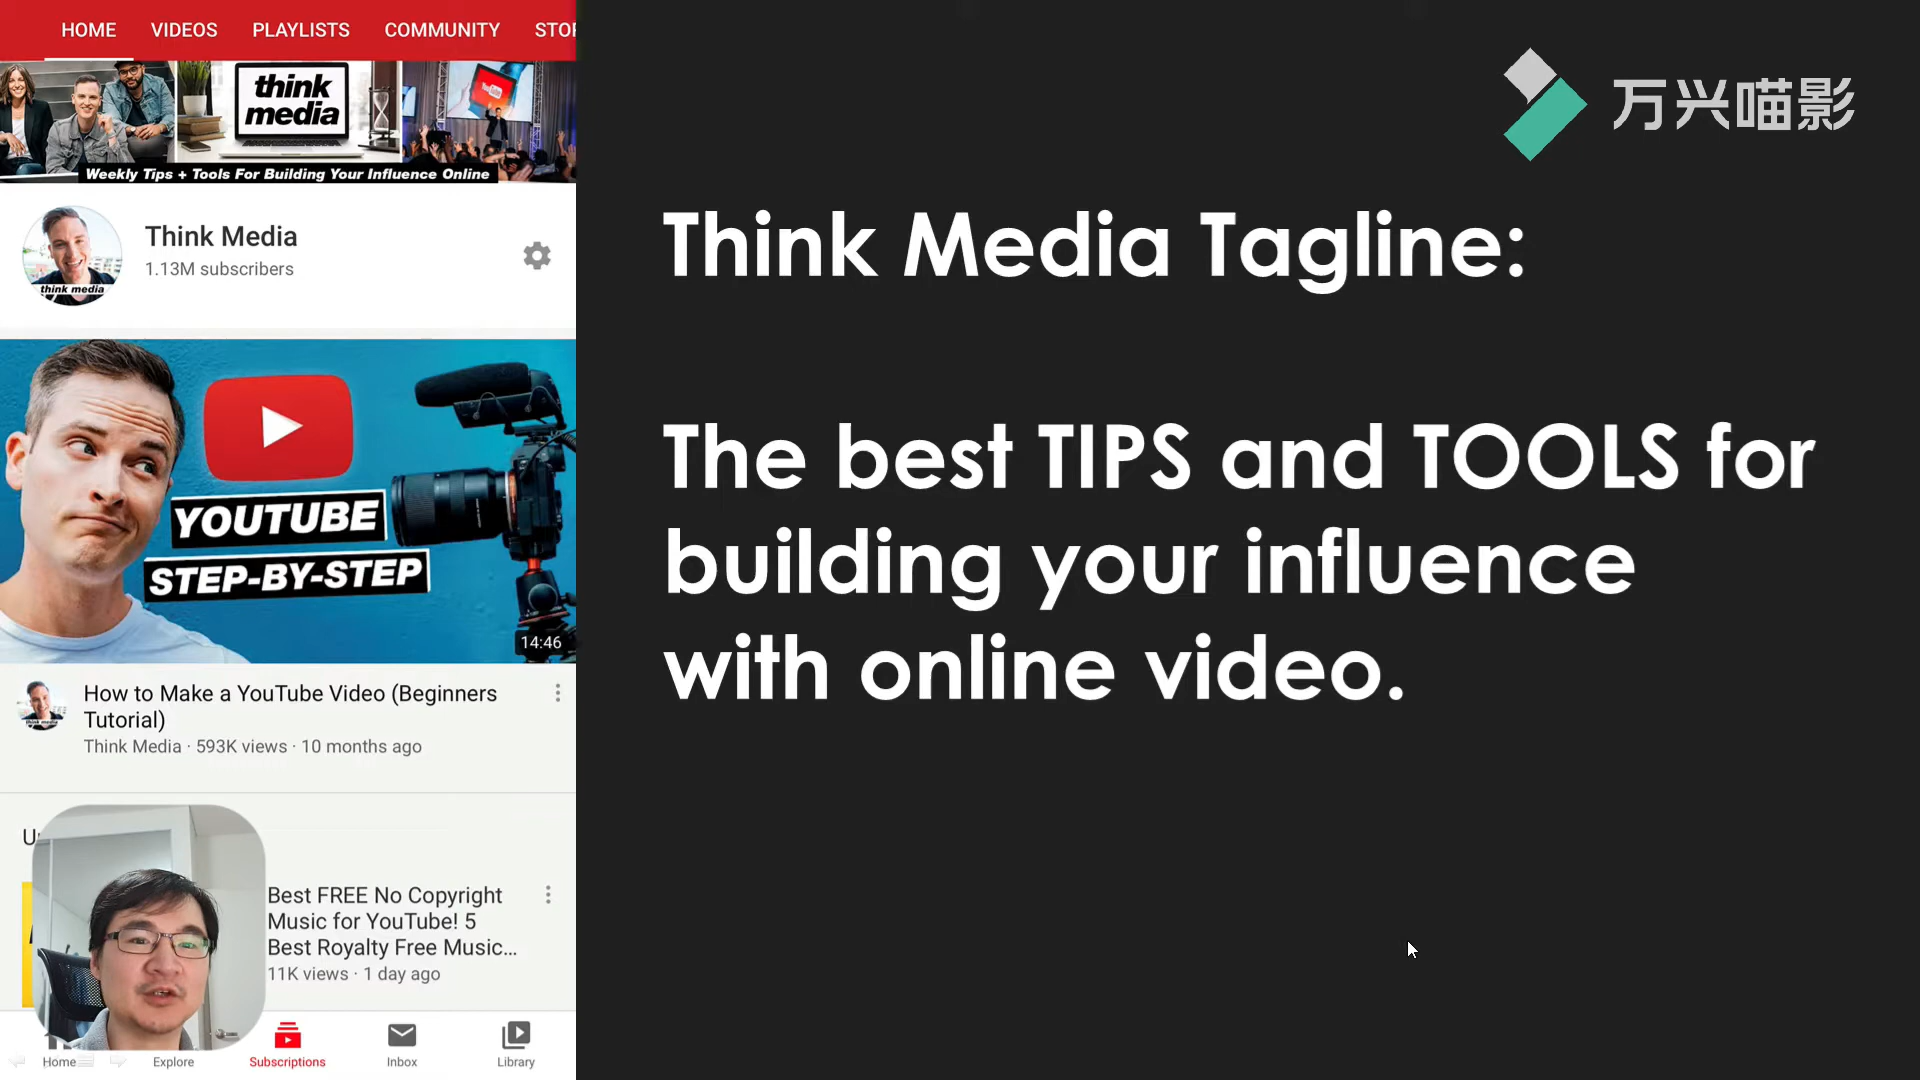 HOME VIDEOS PLAYLISTS COMMUNITY
think
media
Weekly Tips + Tools For Building Your Influence Online
Think Media
1.13M subscribers
think media
YOUTUBE
STEP-BY-STEP
14:46
How to Make a YouTube Video (Beginners
Tutorial)
Think Media · 593K views · 10 months ago
Best FREE No Copyright
Music for YouTube! 5
Best Royalty Free Music...
11K views · 1 day ago
Home Explore Subscriptions Inbox Library
万兴喵影
Think Media Tagline:
The best TIPS and TOOLS for
building your influence
with online video.